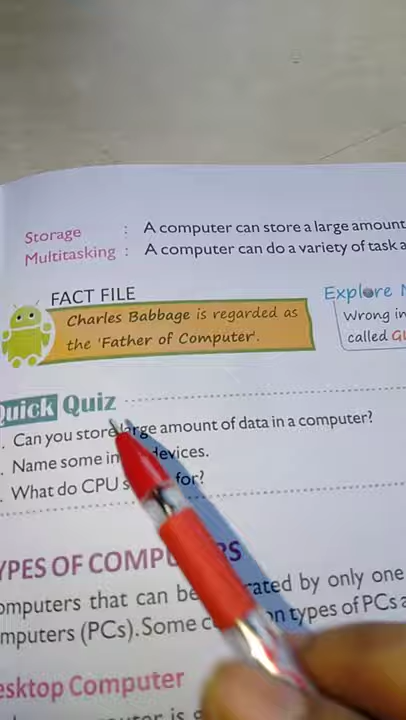 Storage : A computer can store a large amount
Multitasking : A computer can do a variety of task
FACT FILE
Charles Babbage is regarded as
the 'Father of Computer'.
Explore
Wrong in
called
Quick Quiz
. Can you store large amount of data in a computer?
. Name some in devices.
. What do CPU s for?
YPES OF COMPU RS
omputers that can be rated by only one
mputers (PCs). Some c on types of PCs
esktop Computer